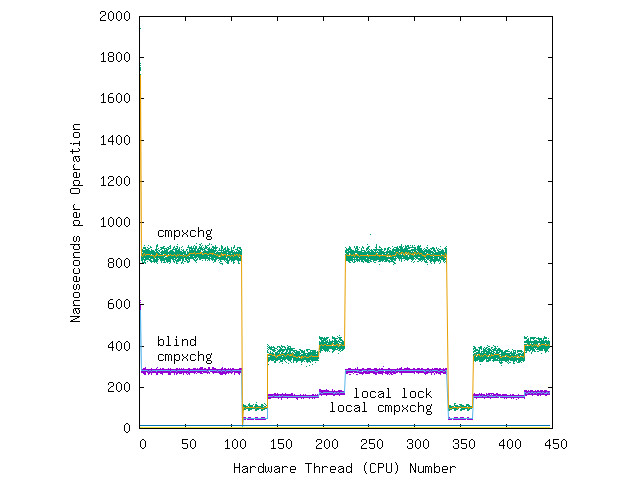 2000
1800
1600
1400
1200
1000
800
600
400
200
0
Nanoseconds per Operation
cmpxchg
blind
cmpxchg
local lock
local cmpxchg
0 50 100 150 200 250 300 350 400 450
Hardware Thread (CPU) Number